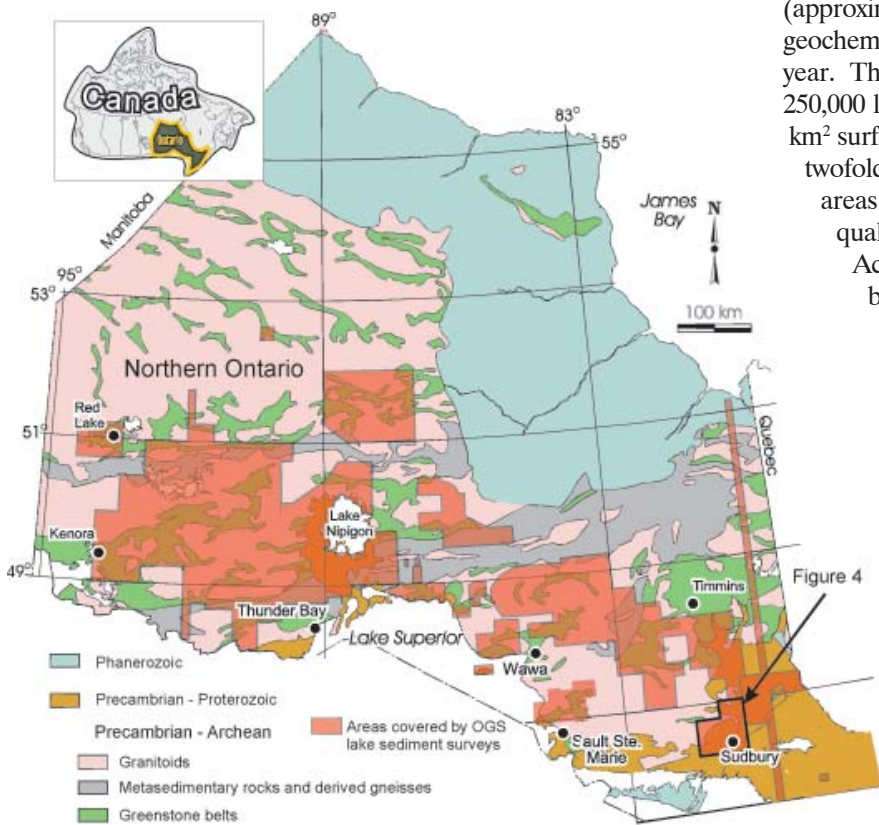 (approxin
geochem
year. Th
250,000 l
km² surf
twofold
areas
qual
Ac
b
Canada
Ontario
89°
83°
55°
James
Bay
N
100 km
Manitoba
95°
53°
Northern Ontario
Red
Lake
51°
Quebec
Kenora
Lake
Nipigon
49°
Timmins
Figure 4
Thunder Bay
Lake Superior
Wawa
Sault Ste.
Marie
Sudbury
Phanerozoic
Precambrian - Proterozoic
Precambrian - Archean
Areas covered by OGS
lake sediment surveys
Granitoids
Metasedimentary rocks and derived gneisses
Greenstone belts